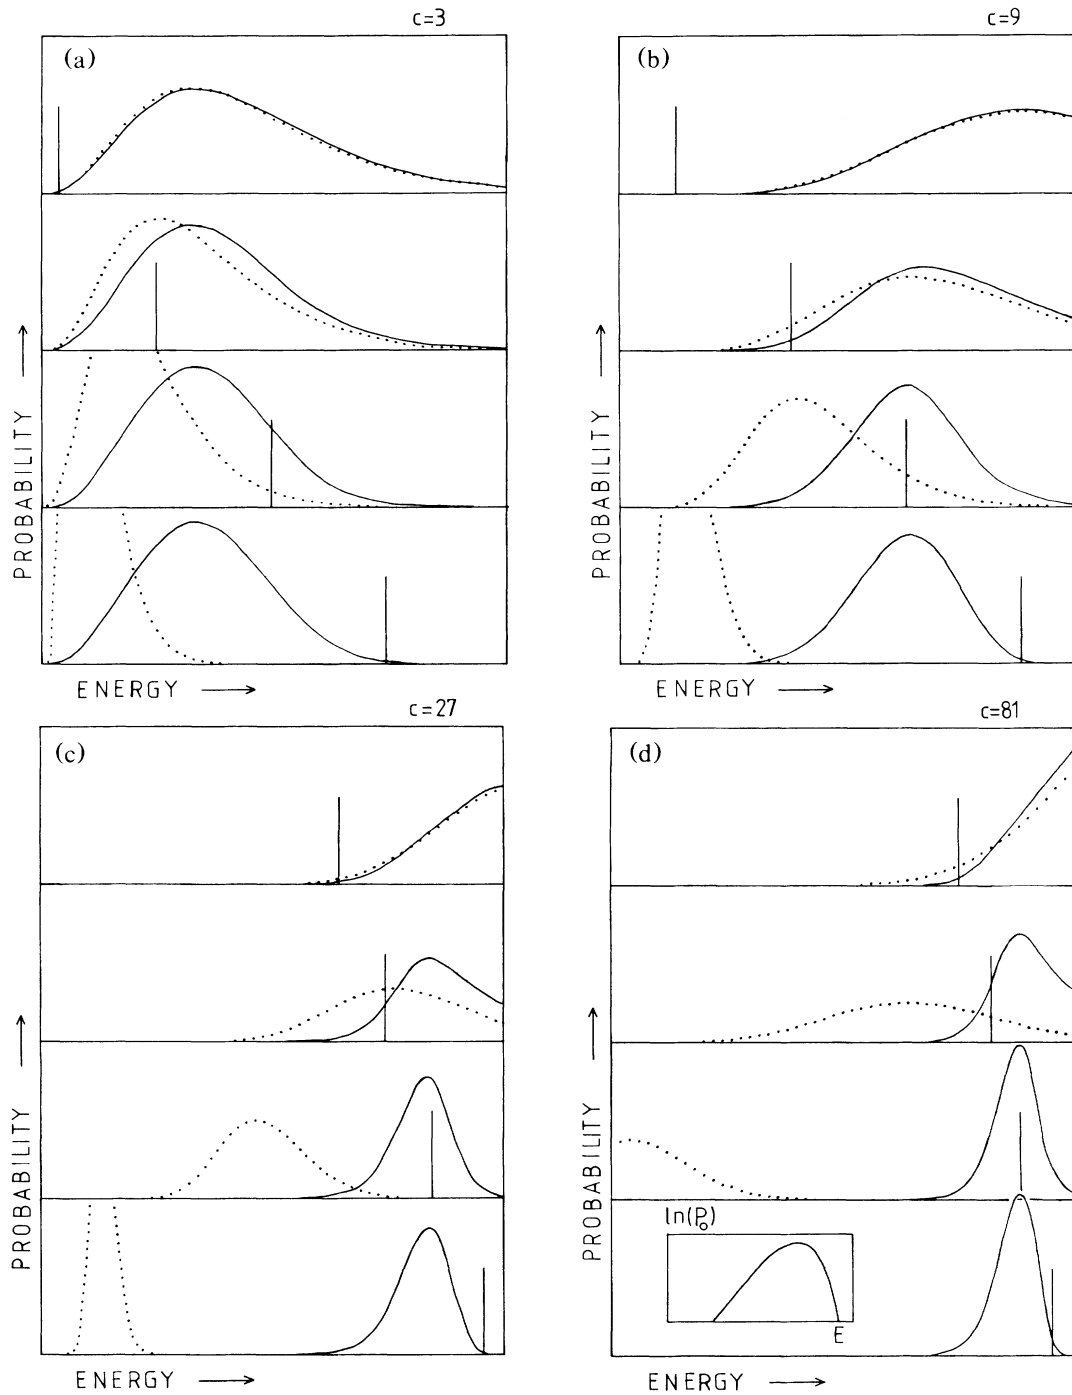 c=3
(a)
PROBABILITY
ENERGY
c=9
(b)
PROBABILITY
ENERGY
c=27
(c)
PROBABILITY
ENERGY
c=81
(d)
PROBABILITY
ln(P₀)
E
ENERGY